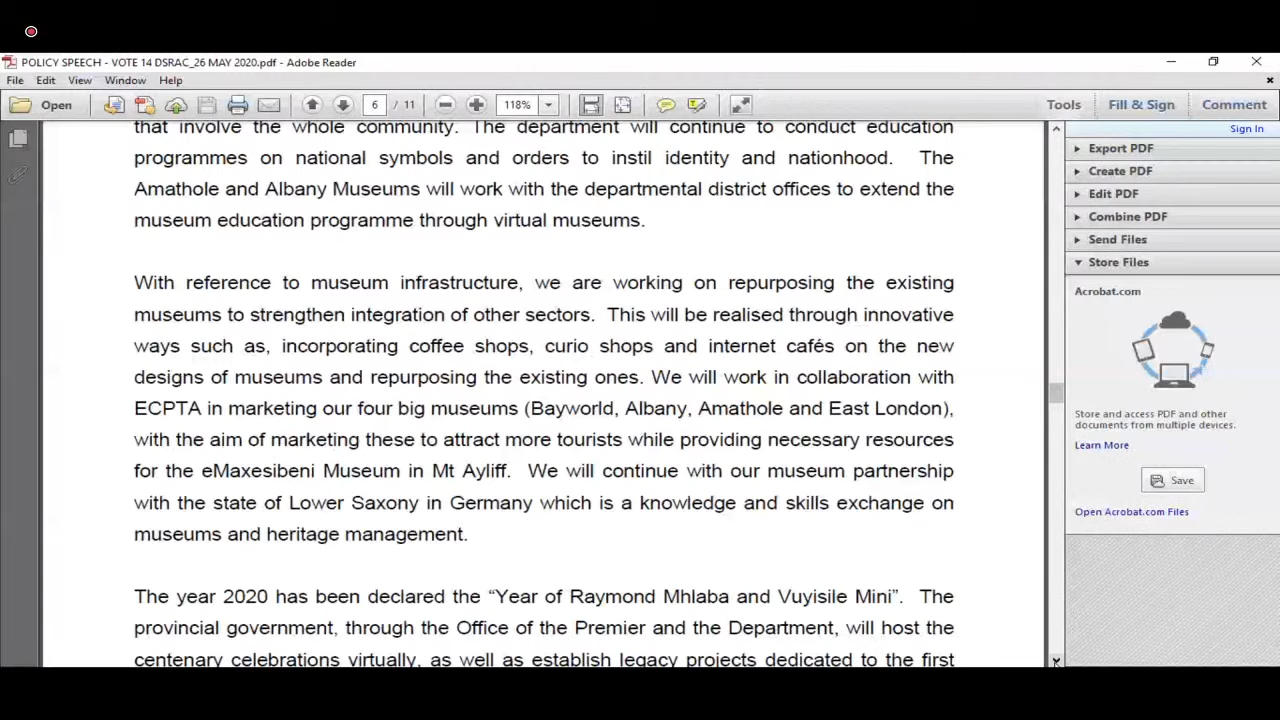 POLICY SPEECH - VOTE 14 DSRAC_26 MAY 2020.pdf - Adobe Reader
File Edit View Window Help
Open 6 / 11 118% Tools Fill & Sign Comment
Sign In
Export PDF
Create PDF
Edit PDF
Combine PDF
Send Files
Store Files
Acrobat.com
Store and access PDF and other
documents from multiple devices.
Learn More
Save
Open Acrobat.com Files
that involve the whole community. The department will continue to conduct education
programmes on national symbols and orders to instil identity and nationhood. The
Amathole and Albany Museums will work with the departmental district offices to extend the
museum education programme through virtual museums.
With reference to museum infrastructure, we are working on repurposing the existing
museums to strengthen integration of other sectors. This will be realised through innovative
ways such as, incorporating coffee shops, curio shops and internet cafés on the new
designs of museums and repurposing the existing ones. We will work in collaboration with
ECPTA in marketing our four big museums (Bayworld, Albany, Amathole and East London),
with the aim of marketing these to attract more tourists while providing necessary resources
for the eMaxesibeni Museum in Mt Ayliff. We will continue with our museum partnership
with the state of Lower Saxony in Germany which is a knowledge and skills exchange on
museums and heritage management.
The year 2020 has been declared the “Year of Raymond Mhlaba and Vuyisile Mini”. The
provincial government, through the Office of the Premier and the Department, will host the
centenary celebrations virtually, as well as establish legacy projects dedicated to the first